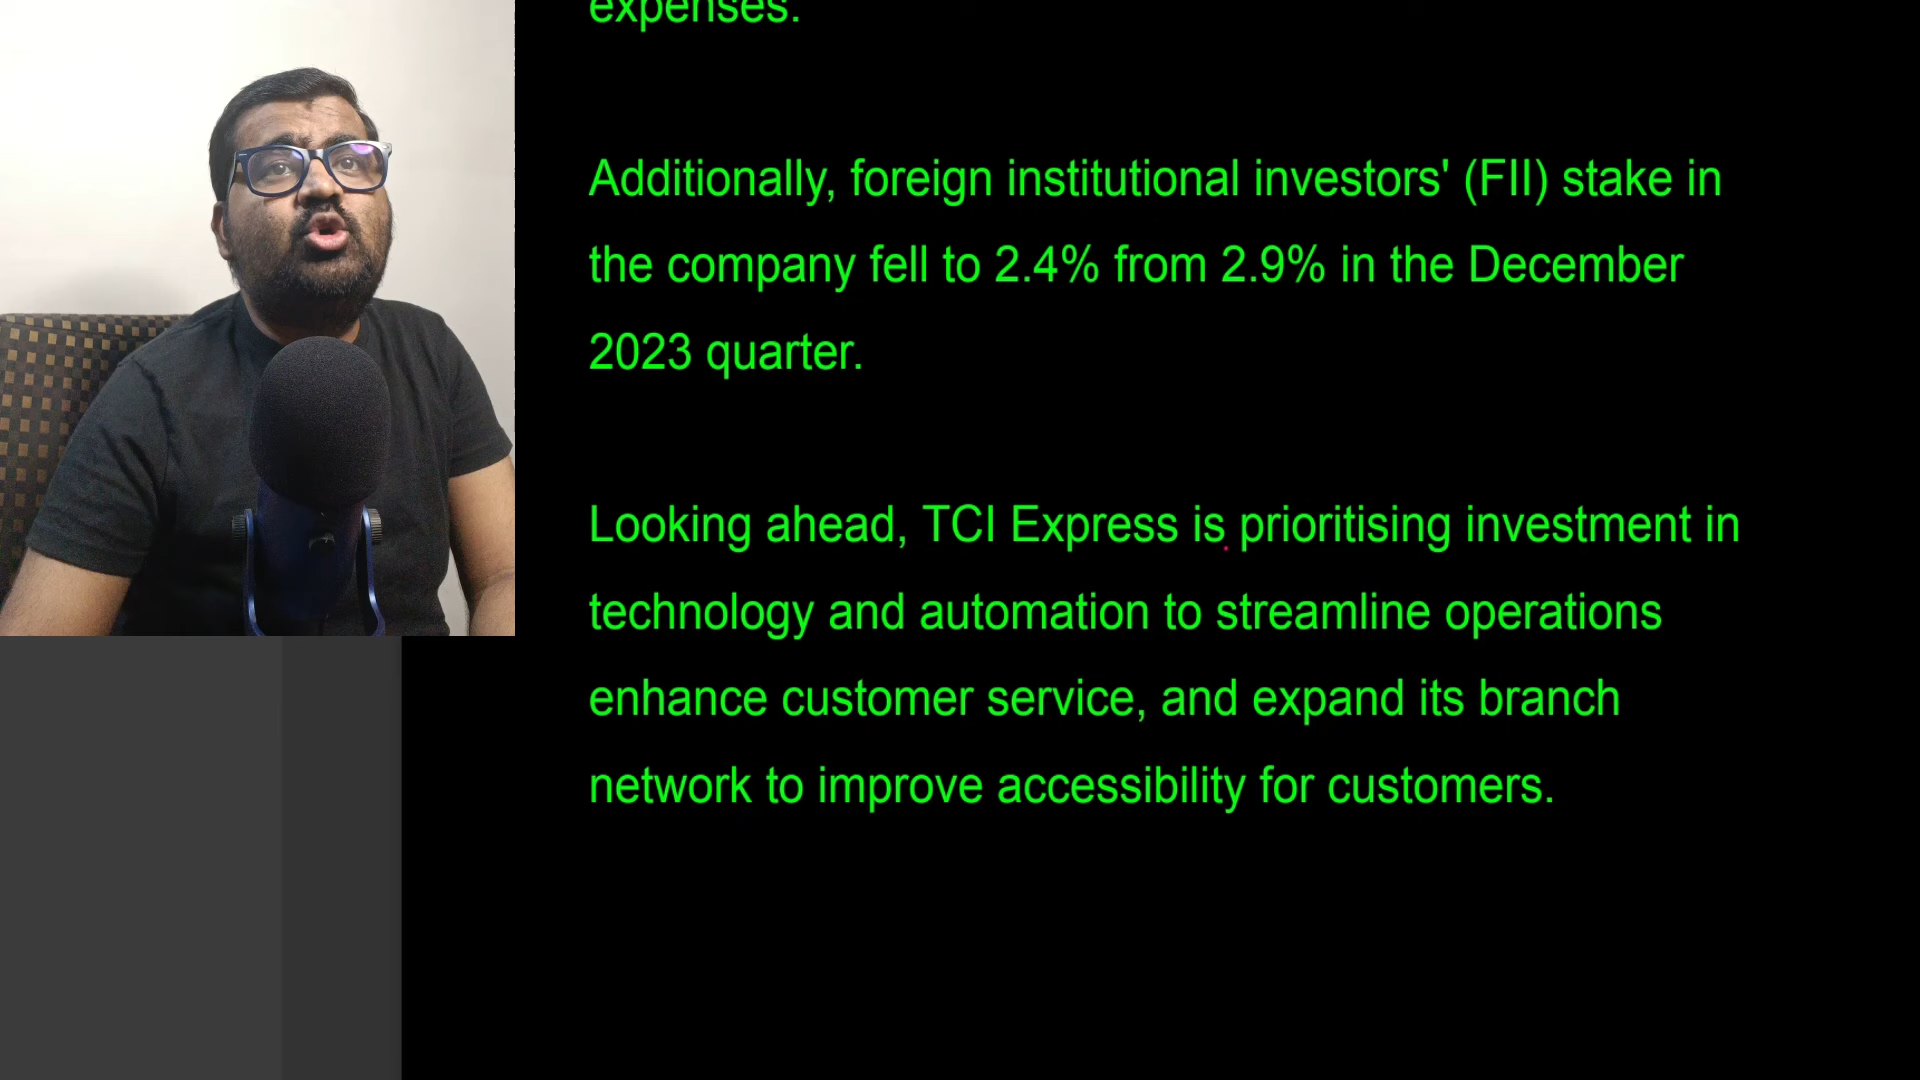 expenses.
Additionally, foreign institutional investors' (FII) stake in
the company fell to 2.4% from 2.9% in the December
2023 quarter.
Looking ahead, TCI Express is prioritising investment in
technology and automation to streamline operations
enhance customer service, and expand its branch
network to improve accessibility for customers.